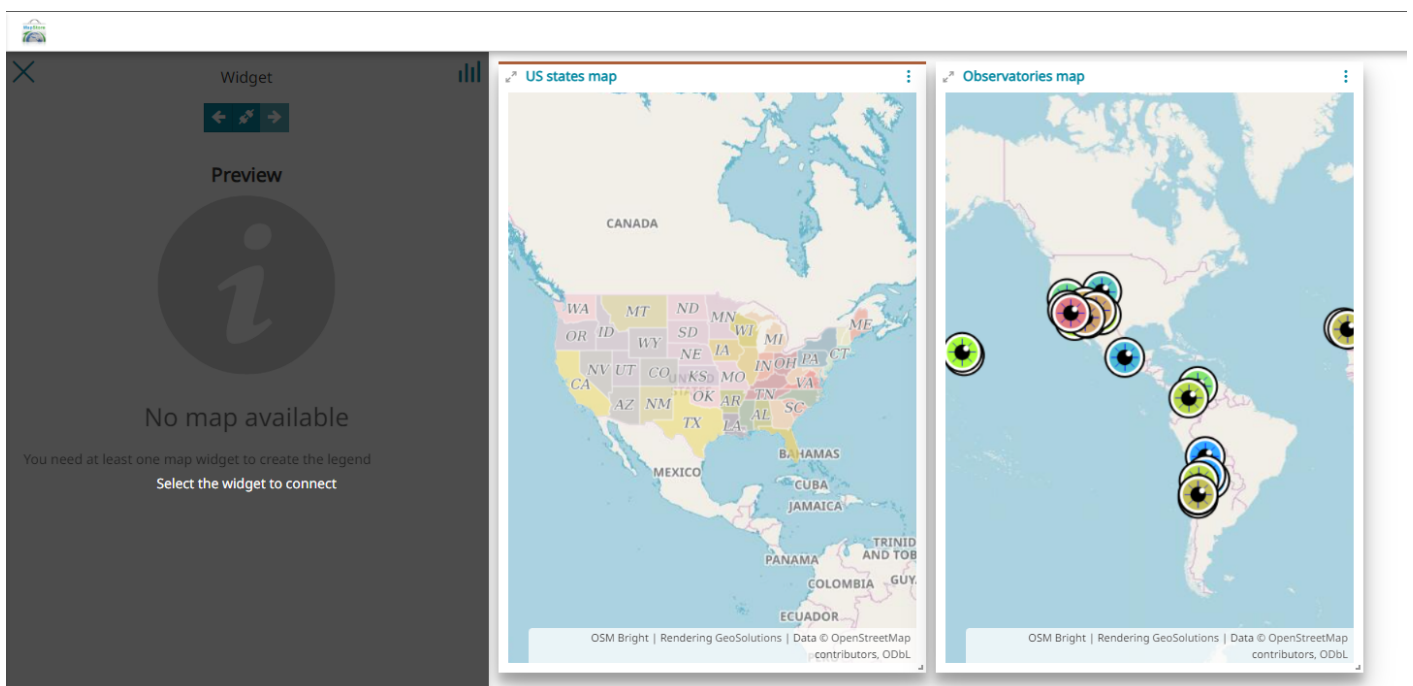 MapStore
Widget
Preview
No map available
You need at least one map widget to create the legend
Select the widget to connect
US states map
CANADA
WA MT ND MN
OR ID WY SD WI MI ME
NE IA
NV UT CO KS MO IN OH PA CT
CA UNITED STATES VA
AZ NM OK AR TN SC
TX LA AL
BAHAMAS
MEXICO
CUBA
JAMAICA
TRINID
AND TOB
PANAMA
COLOMBIA GUY
ECUADOR
OSM Bright | Rendering GeoSolutions | Data © OpenStreetMap
contributors, ODbL
Observatories map
OSM Bright | Rendering GeoSolutions | Data © OpenStreetMap
contributors, ODbL